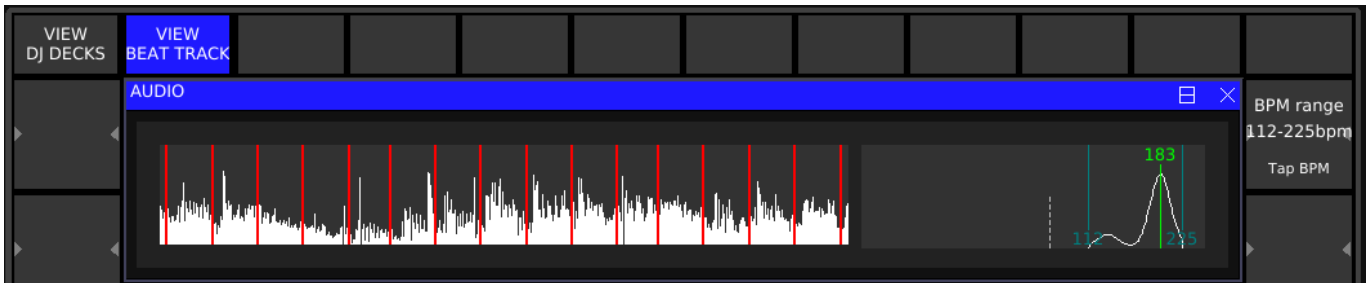 VIEW
DJ DECKS
VIEW
BEAT TRACK
AUDIO
BPM range
112-225bpm
Tap BPM
183
112
225